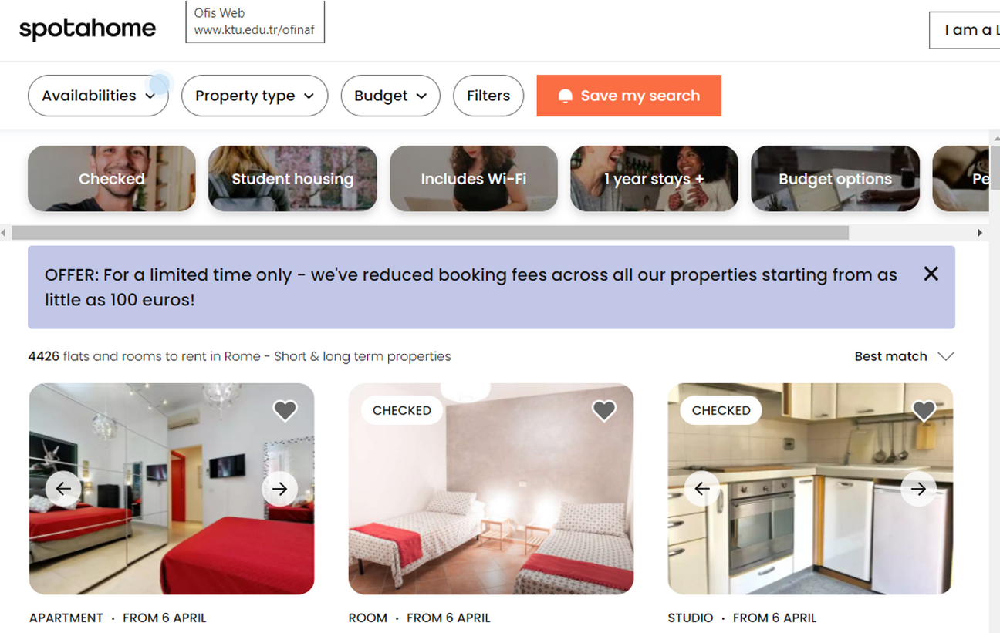 Ofis Web
spotahome
www.ktu.edu.tr/ofinaf
I am a L
Availabilities
Property type
Budget
Filters
Save my search
Checked
Student housing
Includes Wi-Fi
1 year stays +
Budget options
Pe
OFFER: For a limited time only - we've reduced booking fees across all our properties starting from as
little as 100 euros!
4426 flats and rooms to rent in Rome - Short & long term properties
Best match
CHECKED
CHECKED
APARTMENT · FROM 6 APRIL
ROOM · FROM 6 APRIL
STUDIO · FROM 6 APRIL